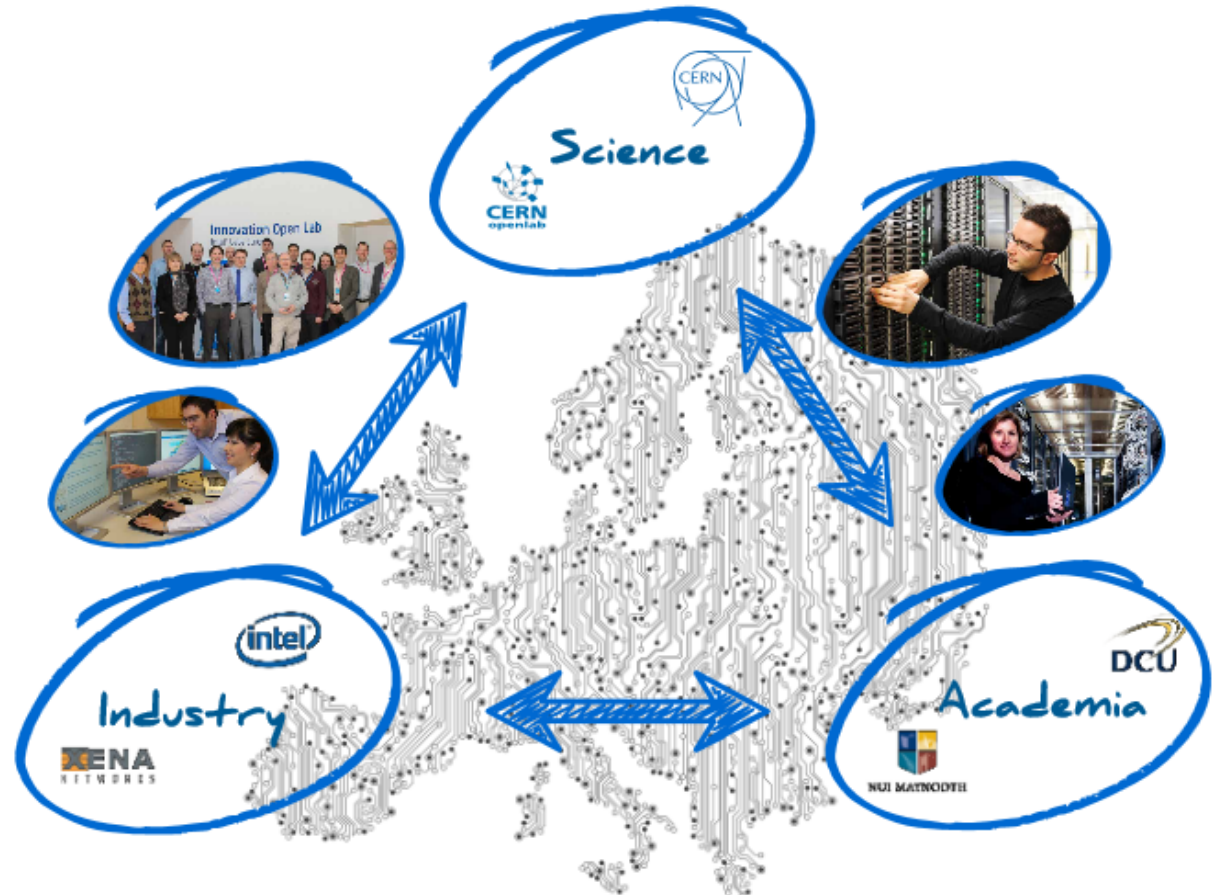 CERN
Science
CERN
openlab
Innovation Open Lab
intel
Industry
XENA
NETWORKS
DCU
Academia
NUI MAYNOOTH